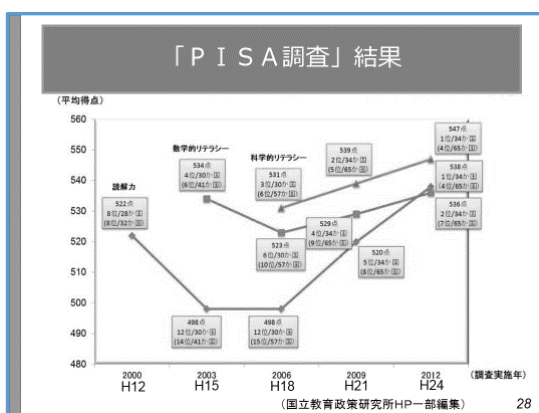 「ＰＩＳＡ調査」結果
(平均得点)
560
550
540
530
520
510
500
490
480
読解力
522点
8位/28か国
(8位/32か国)
数学的リテラシー
534点
4位/30か国
(6位/41か国)
498点
12位/30か国
(14位/41か国)
科学的リテラシー
531点
3位/30か国
(6位/57か国)
523点
6位/30か国
(10位/57か国)
498点
12位/30か国
(15位/57か国)
539点
2位/34か国
(5位/65か国)
529点
4位/34か国
(9位/65か国)
520点
5位/34か国
(8位/65か国)
547点
1位/34か国
(4位/65か国)
538点
1位/34か国
(4位/65か国)
536点
2位/34か国
(7位/65か国)
2000 2003 2006 2009 2012 (調査実施年)
H12 H15 H18 H21 H24
(国立教育政策研究所HP一部編集) 28